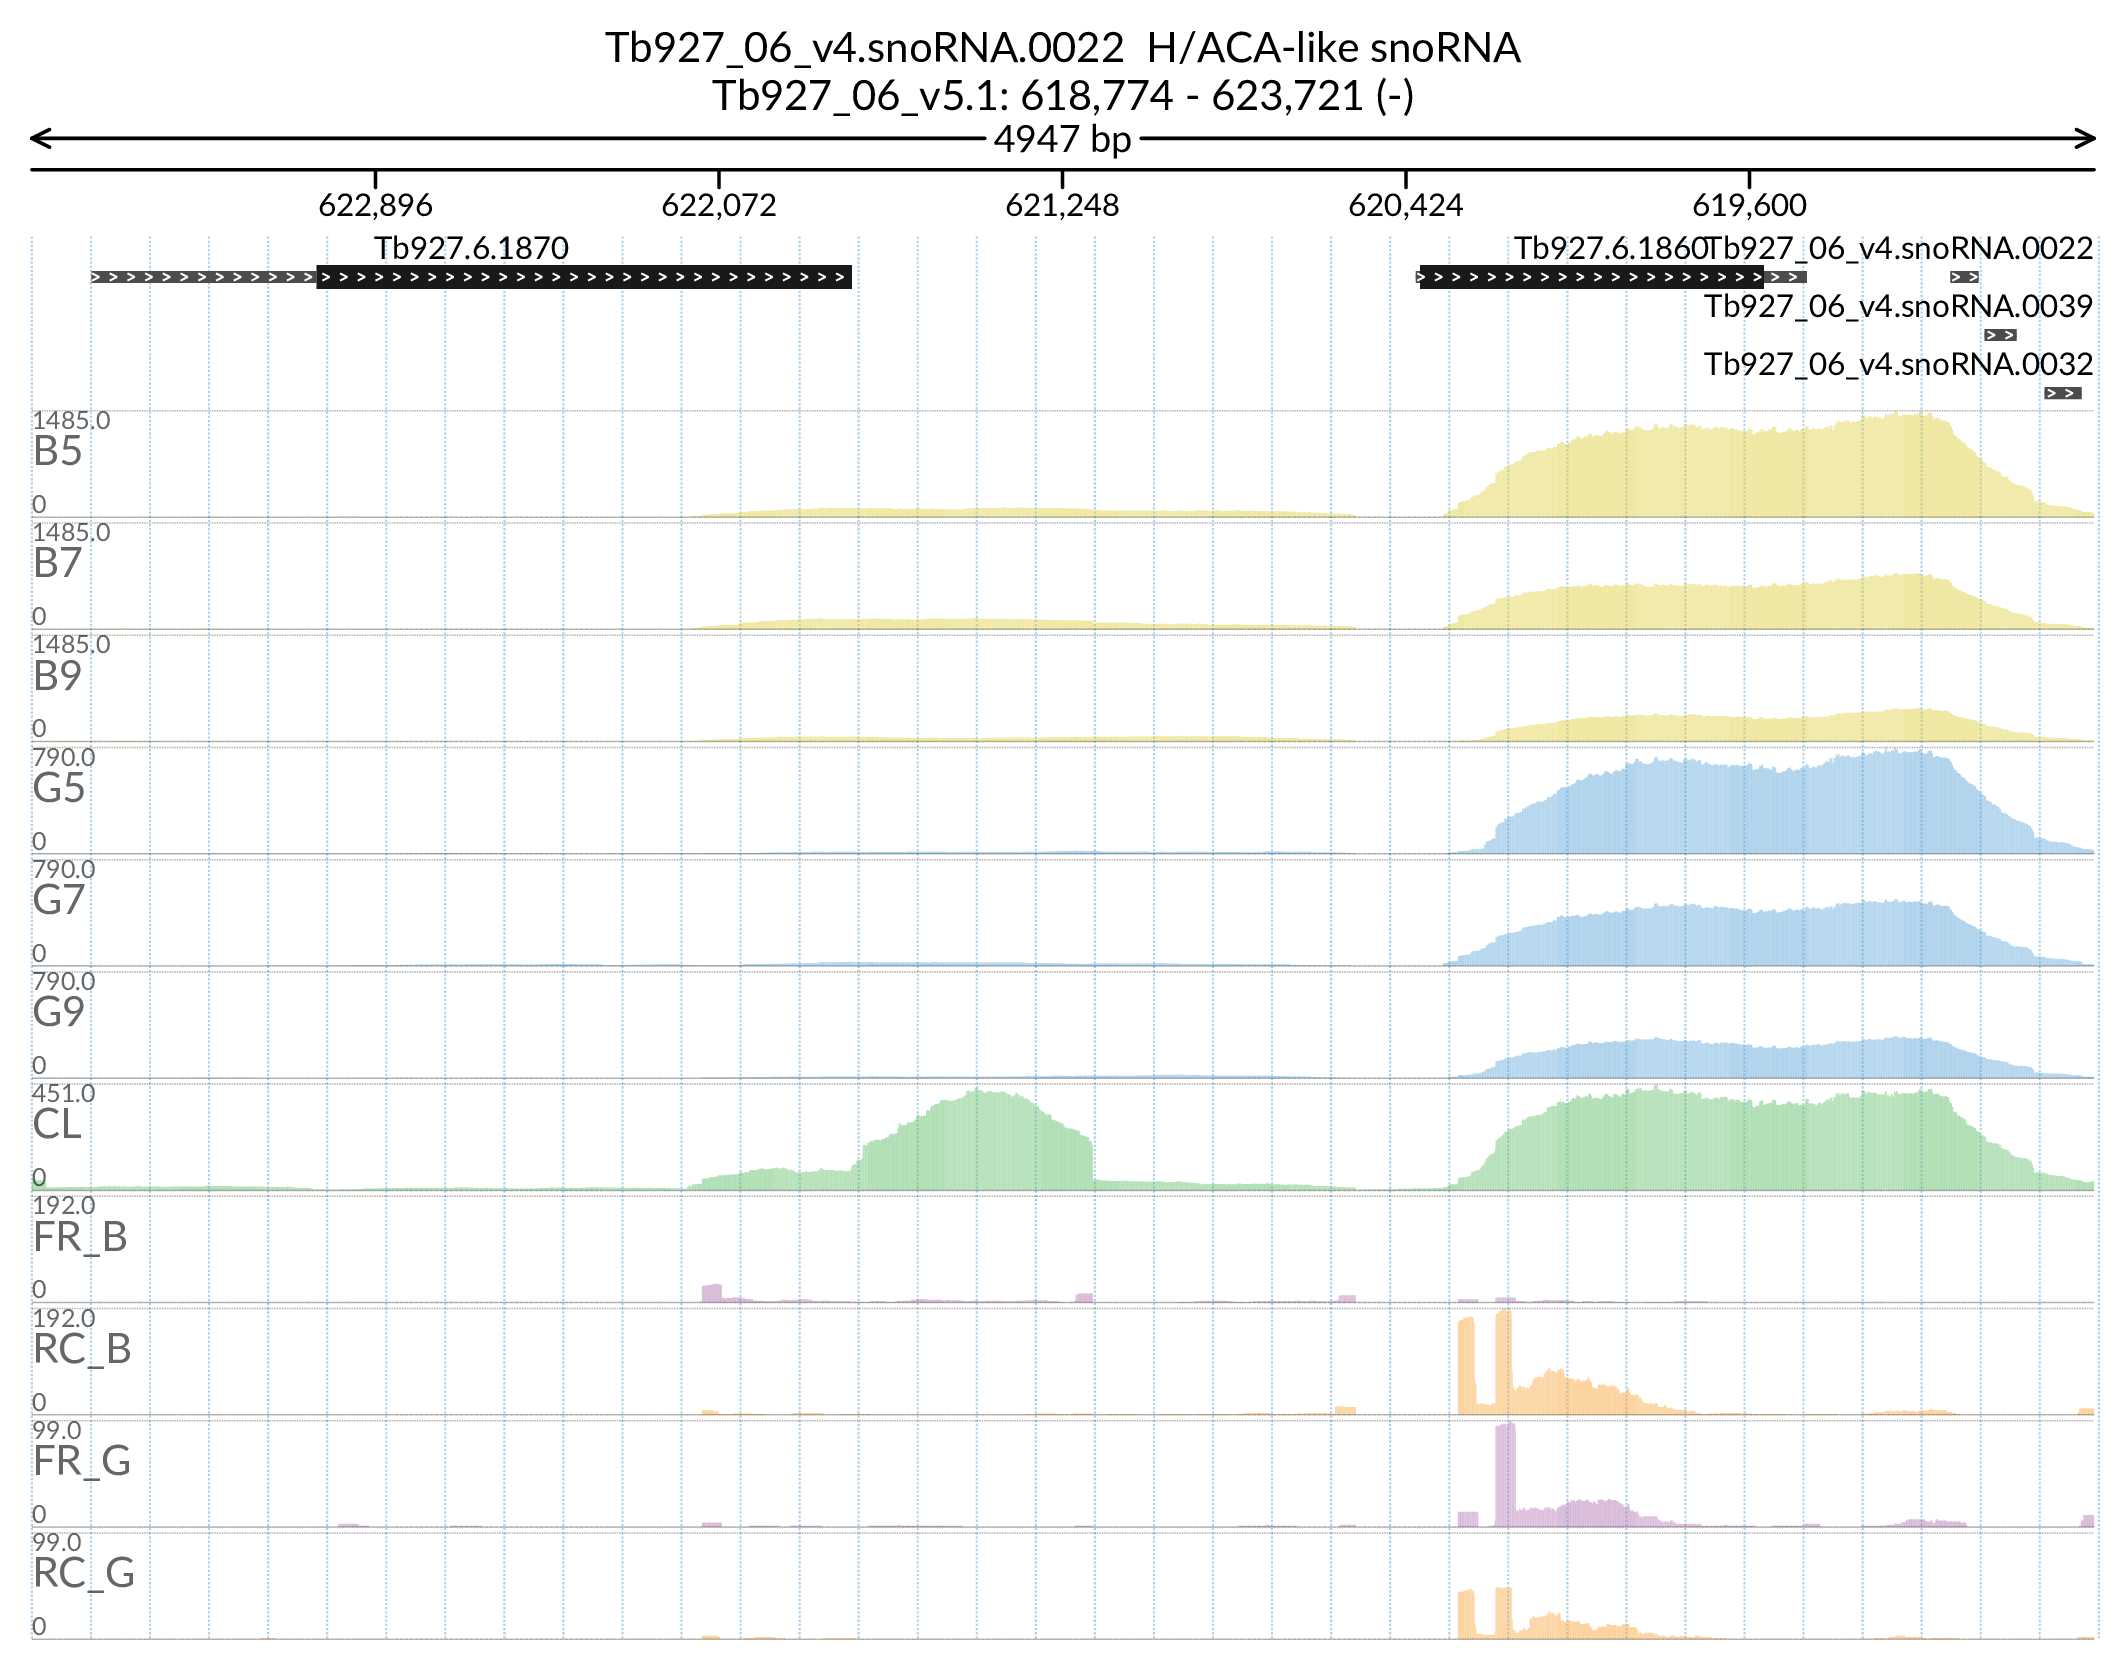 Tb927_06_v4.snoRNA.0022  H/ACA-like snoRNA
Tb927_06_v5.1: 618,774 - 623,721 (-)
4947 bp
622,896 622,072 621,248 620,424 619,600
Tb927.6.1870 Tb927.6.1860 Tb927_06_v4.snoRNA.0022
Tb927_06_v4.snoRNA.0039
Tb927_06_v4.snoRNA.0032
1485.0
B5
0
1485.0
B7
0
1485.0
B9
0
790.0
G5
0
790.0
G7
0
790.0
G9
0
451.0
CL
0
192.0
FR_B
0
192.0
RC_B
0
99.0
FR_G
0
99.0
RC_G
0